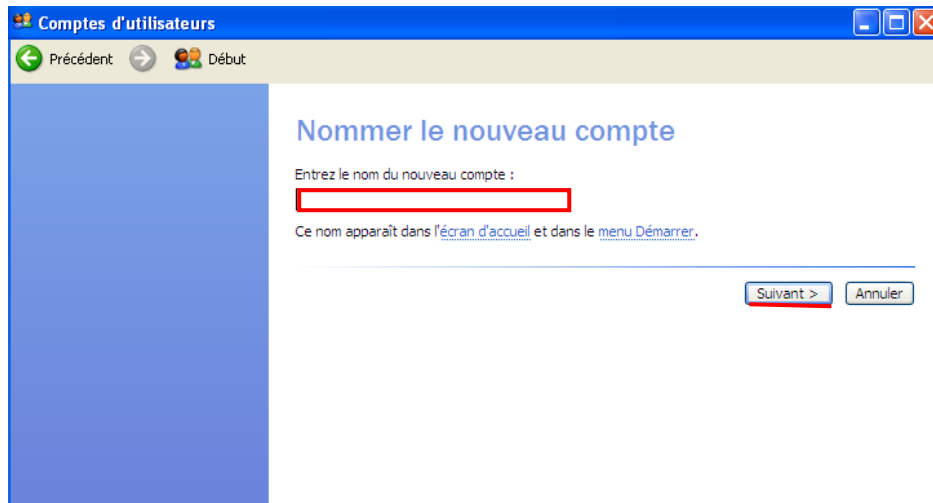 Comptes d'utilisateurs
Précédent Début
Nommer le nouveau compte
Entrez le nom du nouveau compte :
Ce nom apparaît dans l'écran d'accueil et dans le menu Démarrer.
Suivant > Annuler